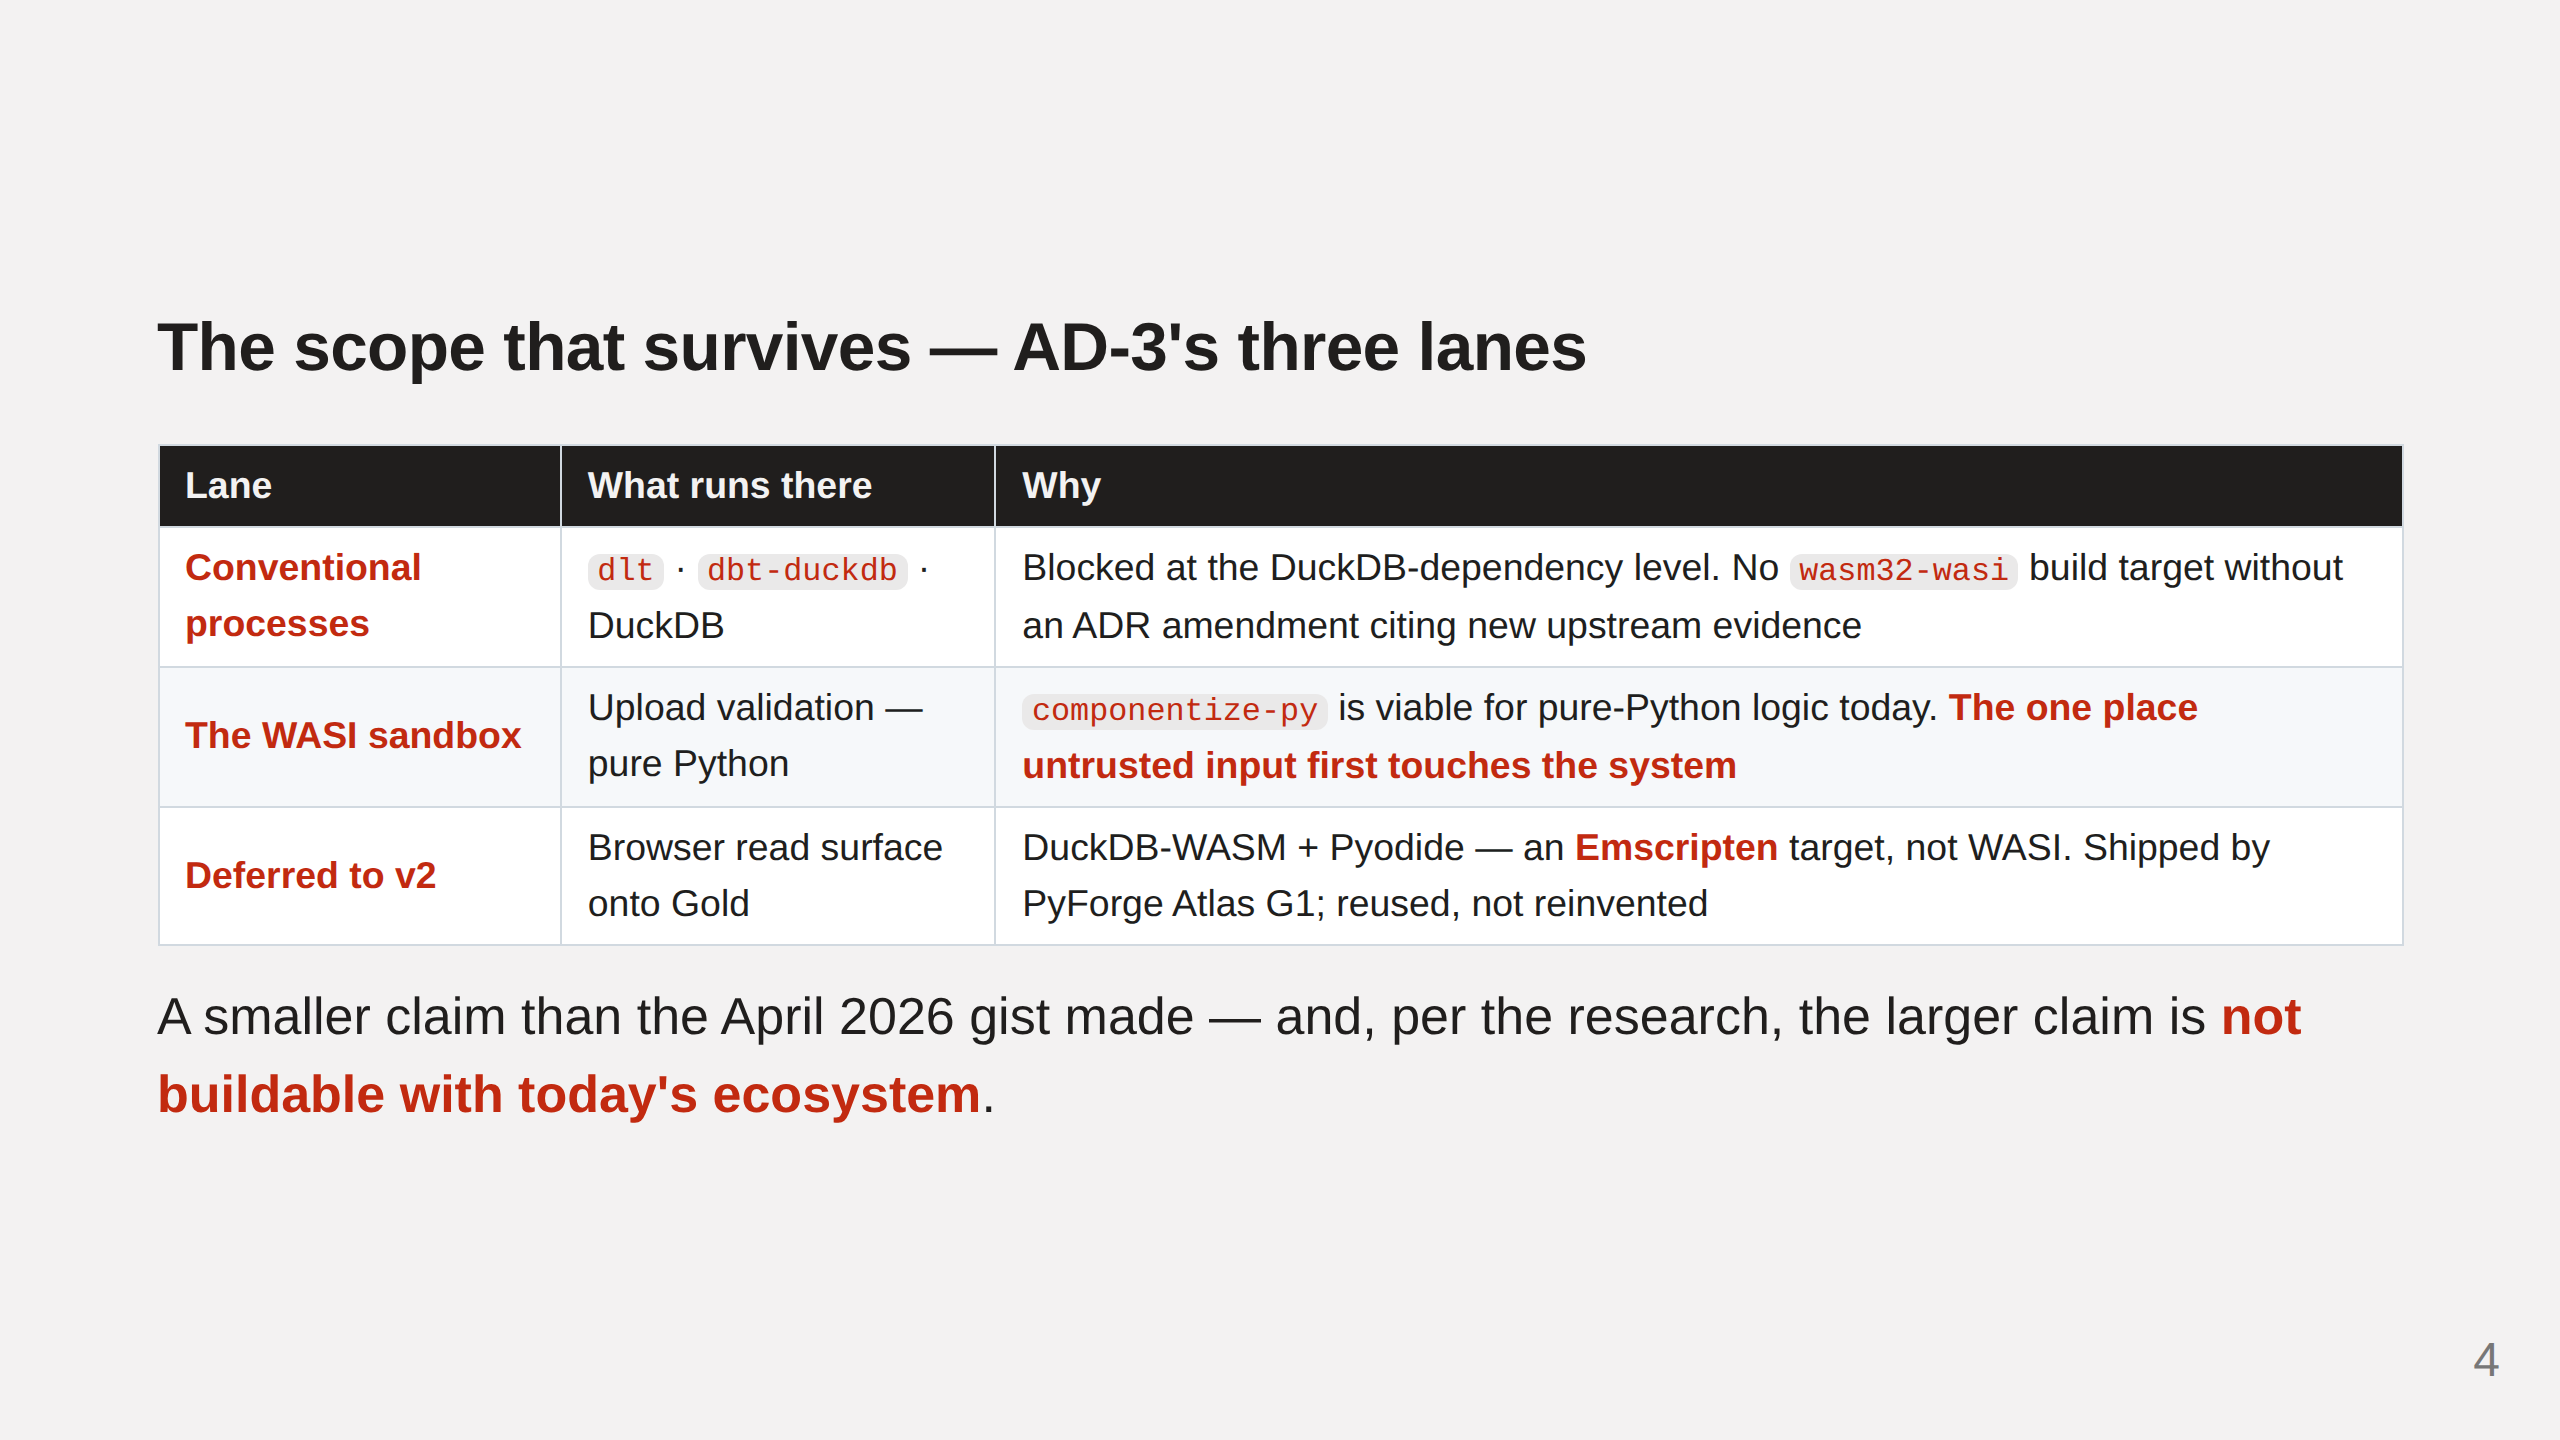 The scope that survives — AD-3's three lanes
Lane
What runs there
Why
Conventional
processes
dlt · dbt-duckdb ·
DuckDB
Blocked at the DuckDB-dependency level. No wasm32-wasi build target without
an ADR amendment citing new upstream evidence
The WASI sandbox
Upload validation —
pure Python
componentize-py is viable for pure-Python logic today. The one place
untrusted input first touches the system
Deferred to v2
Browser read surface
onto Gold
DuckDB-WASM + Pyodide — an Emscripten target, not WASI. Shipped by
PyForge Atlas G1; reused, not reinvented
A smaller claim than the April 2026 gist made — and, per the research, the larger claim is not
buildable with today's ecosystem.
4